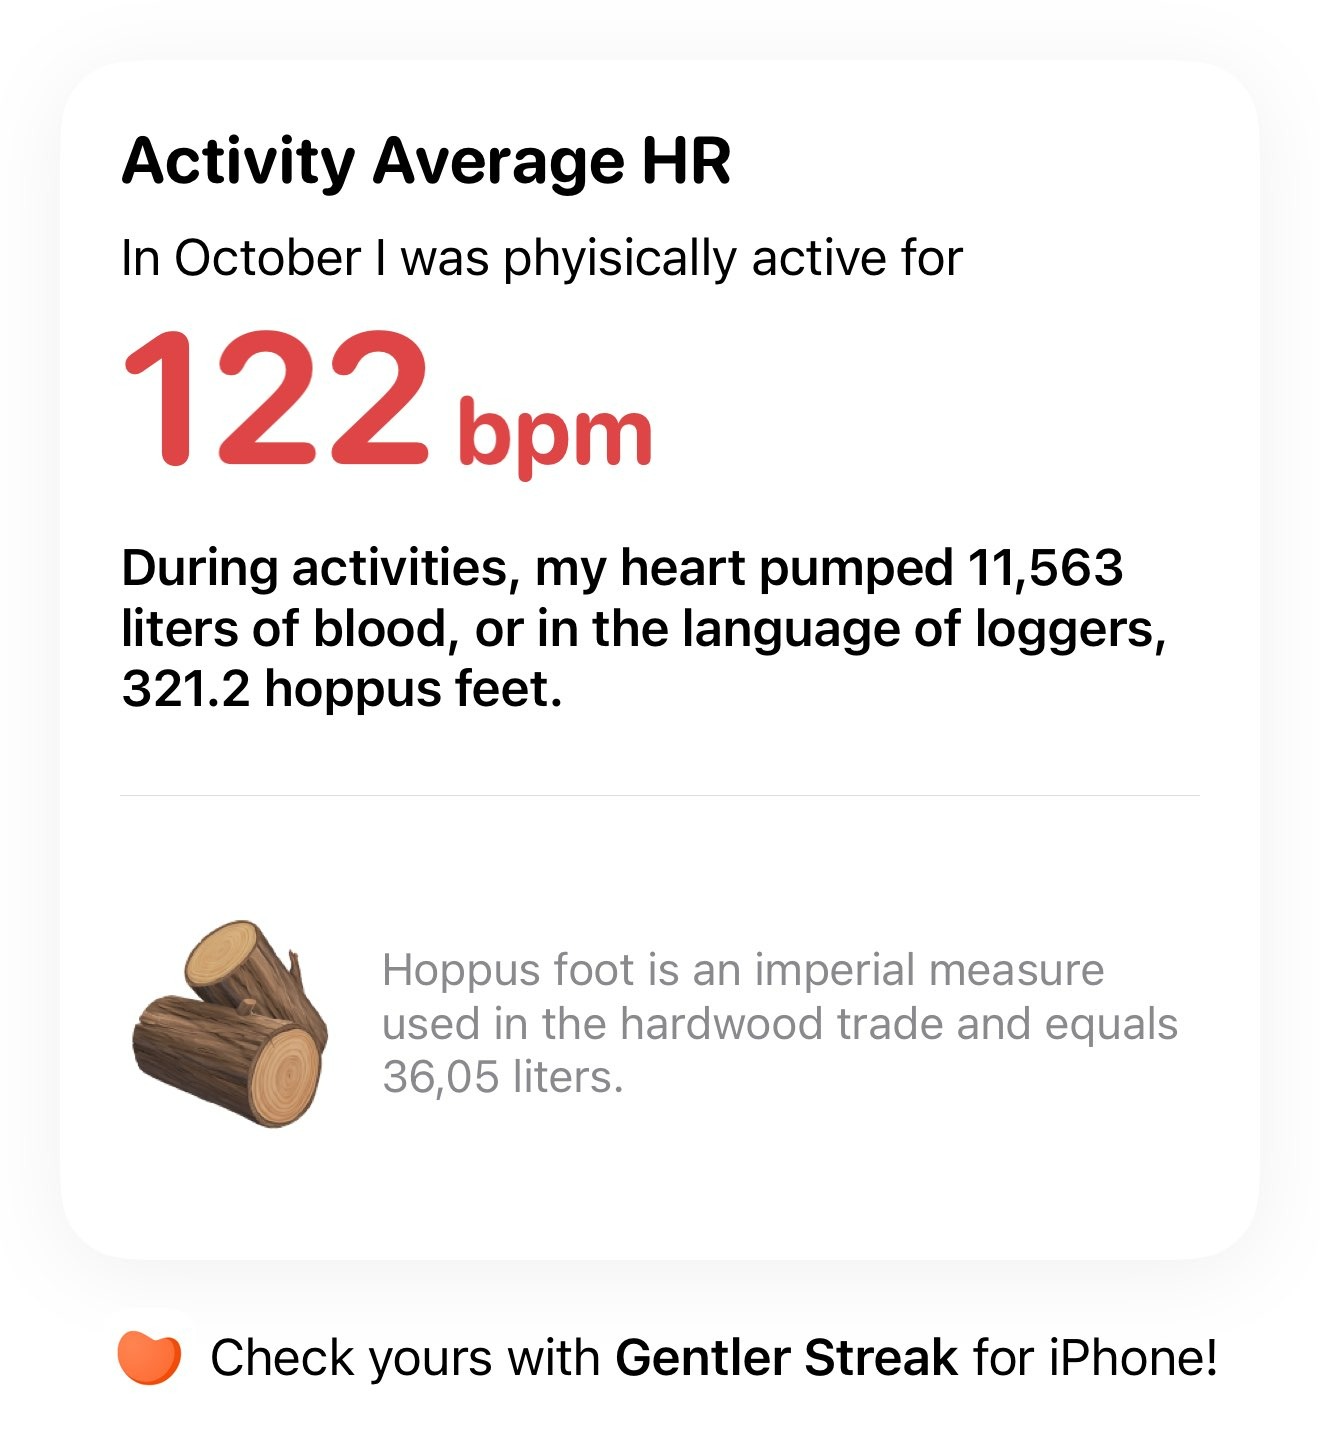 Activity Average HR
In October I was phyisically active for
122 bpm
During activities, my heart pumped 11,563
liters of blood, or in the language of loggers,
321.2 hoppus feet.
Hoppus foot is an imperial measure
used in the hardwood trade and equals
36,05 liters.
Check yours with Gentler Streak for iPhone!